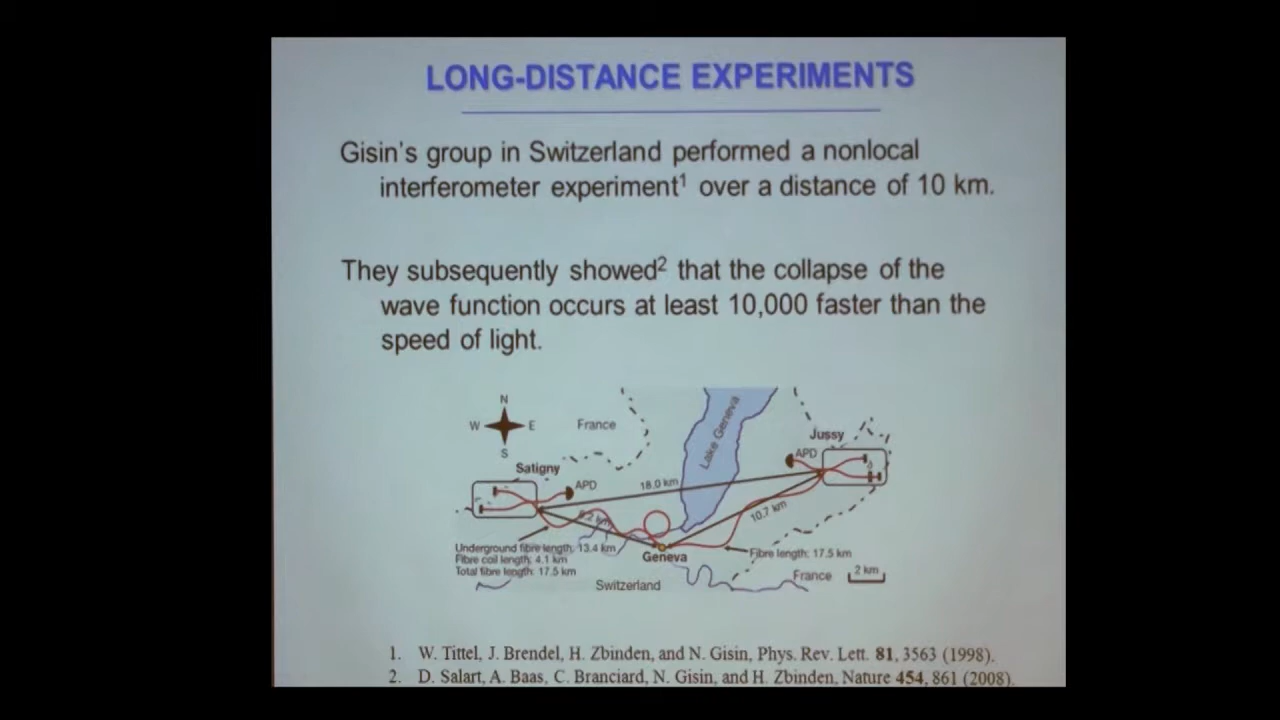 LONG-DISTANCE EXPERIMENTS
Gisin's group in Switzerland performed a nonlocal
interferometer experiment¹ over a distance of 10 km.
They subsequently showed² that the collapse of the
wave function occurs at least 10,000 faster than the
speed of light.
N
W E
S
France
Lake Geneva
Jussy
APD
Satigny
APD
18.0 km
8.2 km
10.7 km
Underground fibre length: 13.4 km
Fibre coil length: 4.1 km
Total fibre length: 17.5 km
Geneva
Fibre length: 17.5 km
Switzerland
France
2 km
1. W. Tittel, J. Brendel, H. Zbinden, and N. Gisin, Phys. Rev. Lett. 81, 3563 (1998).
2. D. Salart, A. Baas, C. Branciard, N. Gisin, and H. Zbinden, Nature 454, 861 (2008).